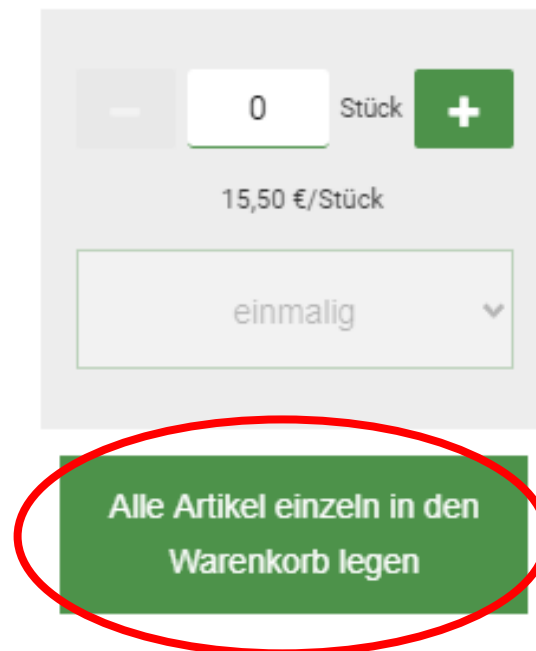 0 Stück
15,50 €/Stück
einmalig
Alle Artikel einzeln in den
Warenkorb legen